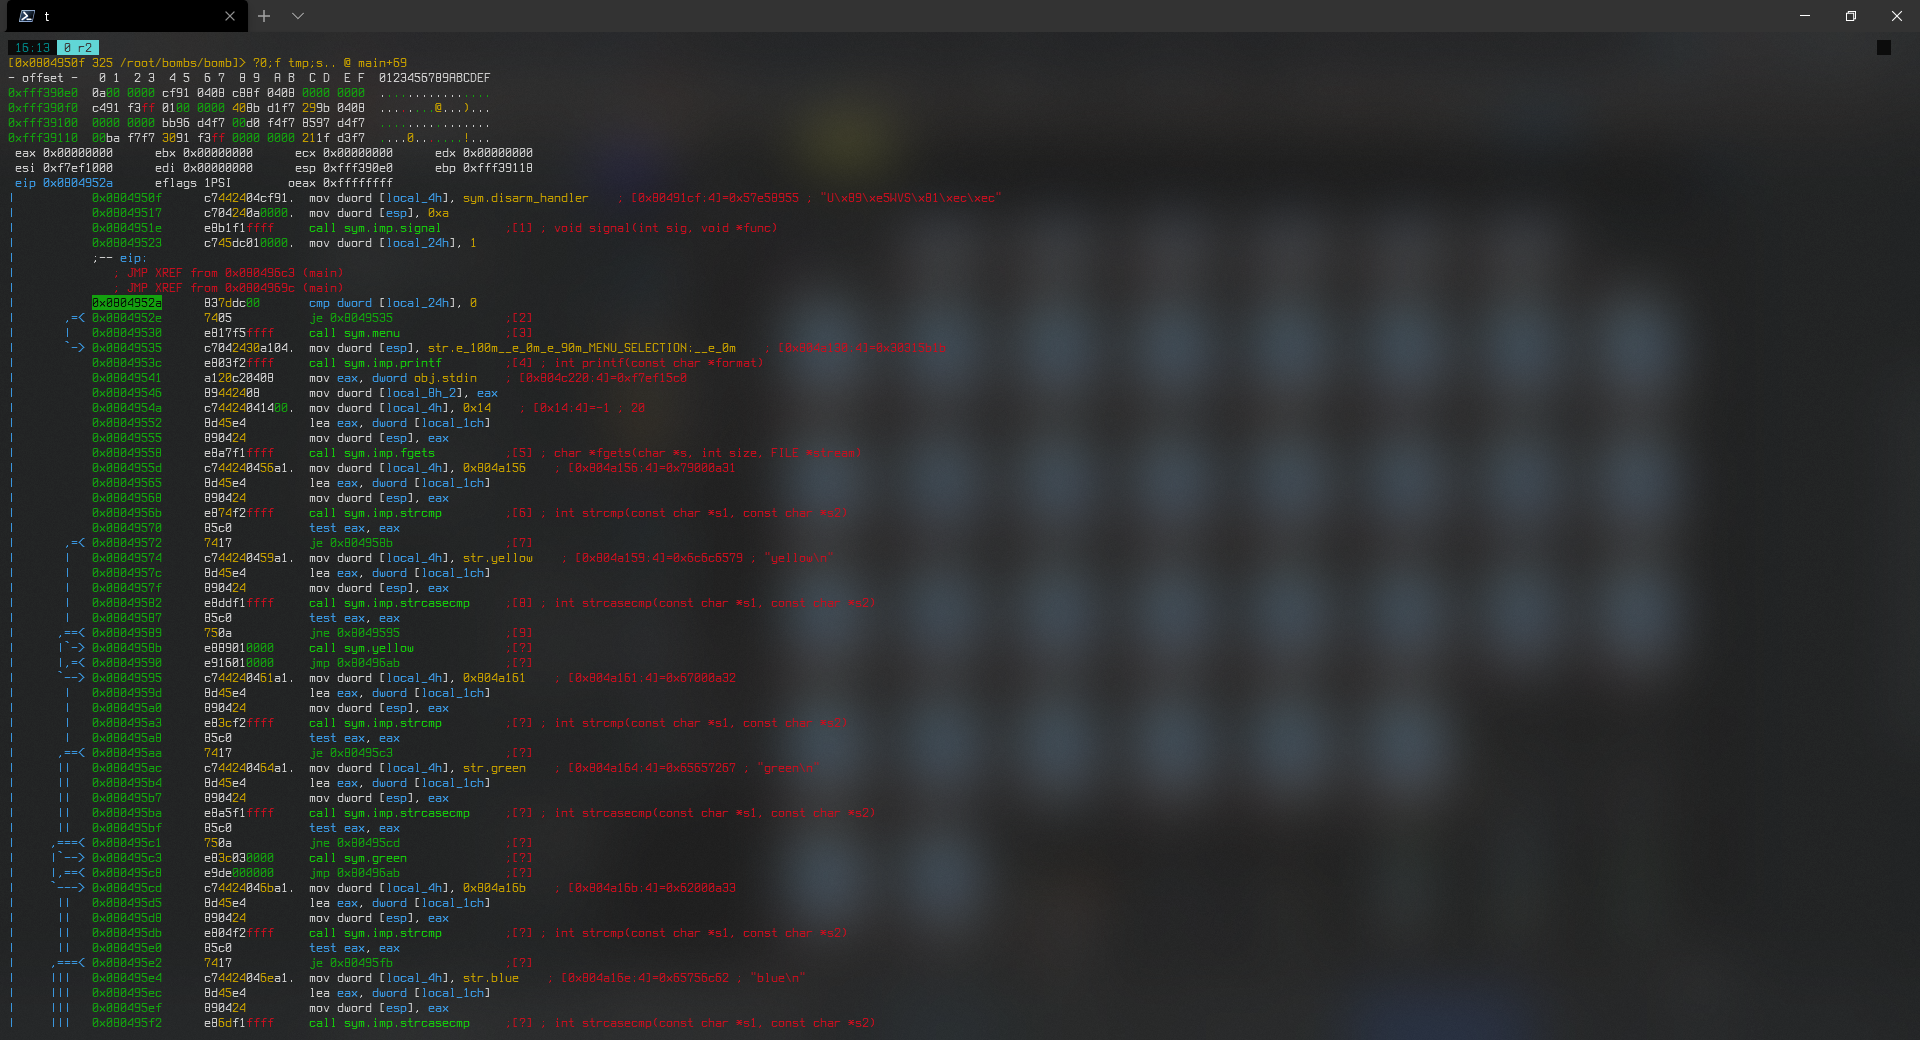 t
16:13 0 r2
[0x0804950f 325 /root/bombs/bomb]> ?0;f tmp;s.. @ main+69
- offset -   0 1  2 3  4 5  6 7  8 9  A B  C D  E F  0123456789ABCDEF
0xfff390e0  0a00 0000 cf91 0408 c88f 0408 0000 0000  ................
0xfff390f0  c491 f3ff 0100 0000 408b d1f7 299b 0408  ........@...)...
0xfff39100  0000 0000 bb96 d4f7 00d0 f4f7 8597 d4f7  ................
0xfff39110  00ba f7f7 3091 f3ff 0000 0000 211f d3f7  ....0.......!...
eax 0x00000000      ebx 0x00000000      ecx 0x00000000      edx 0x00000000
esi 0xf7ef1000      edi 0x00000000      esp 0xfff390e0      ebp 0xfff39118
eip 0x0804952a      eflags 1PSI        oeax 0xffffffff
|           0x0804950f      c7442404cf91.  mov dword [local_4h], sym.disarm_handler    ; [0x80491cf:4]=0x57e58955 ; "U\x89\xe5WVS\x81\xec\xec"
|           0x08049517      c704240a0000.  mov dword [esp], 0xa
|           0x0804951e      e8b1f1ffff     call sym.imp.signal         ;[1] ; void signal(int sig, void *func)
|           0x08049523      c745dc010000.  mov dword [local_24h], 1
|           ;-- eip:
|              ; JMP XREF from 0x080496c3 (main)
|              ; JMP XREF from 0x0804969c (main)
|           0x0804952a      837ddc00       cmp dword [local_24h], 0
|       ,=< 0x0804952e      7405           je 0x8049535                ;[2]
|       |   0x08049530      e817f5ffff     call sym.menu               ;[3]
|       `-> 0x08049535      c7042430a104.  mov dword [esp], str.e_100m__e_0m_e_90m_MENU_SELECTION:__e_0m
|           0x0804953c      e803f2ffff     call sym.imp.printf         ;[4] ; int printf(const char *format)
|           0x08049541      a120c20408     mov eax, dword obj.stdin    ; [0x804c220:4]=0xf7ef15c0
|           0x08049546      89442408       mov dword [local_8h_2], eax
|           0x0804954a      c74424041400.  mov dword [local_4h], 0x14    ; [0x14:4]=-1 ; 20
|           0x08049552      8d45e4         lea eax, dword [local_1ch]
|           0x08049555      890424         mov dword [esp], eax
|           0x08049558      e8a7f1ffff     call sym.imp.fgets          ;[5] ; char *fgets(char *s, int size, FILE *stream)
|           0x0804955d      c744240456a1.  mov dword [local_4h], 0x804a156    ; [0x804a156:4]=0x79000a31
|           0x08049565      8d45e4         lea eax, dword [local_1ch]
|           0x08049568      890424         mov dword [esp], eax
|           0x0804956b      e874f2ffff     call sym.imp.strcmp         ;[6] ; int strcmp(const char *s1, const char *s2)
|           0x08049570      85c0           test eax, eax
|       ,=< 0x08049572      7417           je 0x804958b                ;[7]
|       |   0x08049574      c744240459a1.  mov dword [local_4h], str.yellow    ; [0x804a159:4]=0x6c6c6579 ; "yellow\n"
|       |   0x0804957c      8d45e4         lea eax, dword [local_1ch]
|       |   0x0804957f      890424         mov dword [esp], eax
|       |   0x08049582      e8ddf1ffff     call sym.imp.strcasecmp     ;[8] ; int strcasecmp(const char *s1, const char *s2)
|       |   0x08049587      85c0           test eax, eax
|      ,==< 0x08049589      750a           jne 0x8049595               ;[9]
|      |`-> 0x0804958b      e889010000     call sym.yellow             ;[?]
|      |,=< 0x08049590      e916010000     jmp 0x80496ab               ;[?]
|      `--> 0x08049595      c744240461a1.  mov dword [local_4h], 0x804a161    ; [0x804a161:4]=0x67000a32
|       |   0x0804959d      8d45e4         lea eax, dword [local_1ch]
|       |   0x080495a0      890424         mov dword [esp], eax
|       |   0x080495a3      e83cf2ffff     call sym.imp.strcmp         ;[?] ; int strcmp(const char *s1, const char *s2)
|       |   0x080495a8      85c0           test eax, eax
|      ,==< 0x080495aa      7417           je 0x80495c3                ;[?]
|      ||   0x080495ac      c744240464a1.  mov dword [local_4h], str.green    ; [0x804a164:4]=0x65657267 ; "green\n"
|      ||   0x080495b4      8d45e4         lea eax, dword [local_1ch]
|      ||   0x080495b7      890424         mov dword [esp], eax
|      ||   0x080495ba      e8a5f1ffff     call sym.imp.strcasecmp     ;[?] ; int strcasecmp(const char *s1, const char *s2)
|      ||   0x080495bf      85c0           test eax, eax
|     ,===< 0x080495c1      750a           jne 0x80495cd               ;[?]
|     |`--> 0x080495c3      e83c030000     call sym.green              ;[?]
|     |,==< 0x080495c8      e9de000000     jmp 0x80496ab               ;[?]
|     `---> 0x080495cd      c74424046ba1.  mov dword [local_4h], 0x804a16b    ; [0x804a16b:4]=0x62000a33
|      ||   0x080495d5      8d45e4         lea eax, dword [local_1ch]
|      ||   0x080495d8      890424         mov dword [esp], eax
|      ||   0x080495db      e804f2ffff     call sym.imp.strcmp         ;[?] ; int strcmp(const char *s1, const char *s2)
|      ||   0x080495e0      85c0           test eax, eax
|     ,===< 0x080495e2      7417           je 0x80495fb                ;[?]
|     |||   0x080495e4      c74424046ea1.  mov dword [local_4h], str.blue    ; [0x804a16e:4]=0x65756c62 ; "blue\n"
|     |||   0x080495ec      8d45e4         lea eax, dword [local_1ch]
|     |||   0x080495ef      890424         mov dword [esp], eax
|     |||   0x080495f2      e86df1ffff     call sym.imp.strcasecmp     ;[?] ; int strcasecmp(const char *s1, const char *s2)